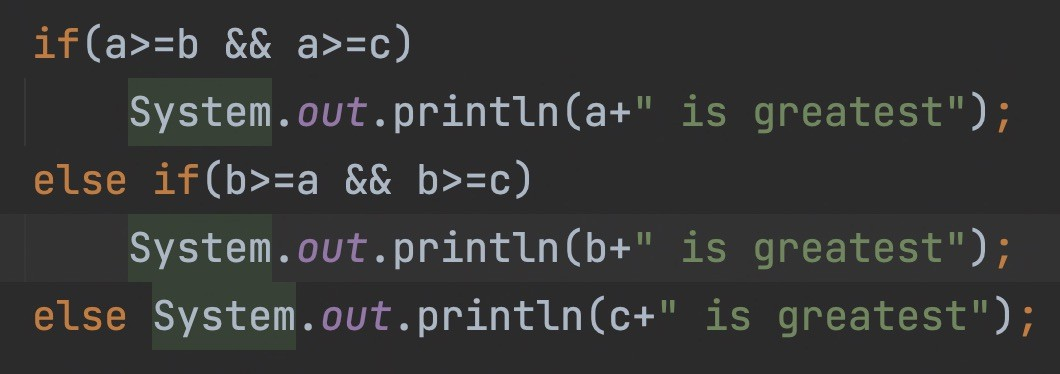 if(a>=b && a>=c)
    System.out.println(a+" is greatest");
else if(b>=a && b>=c)
    System.out.println(b+" is greatest");
else System.out.println(c+" is greatest");